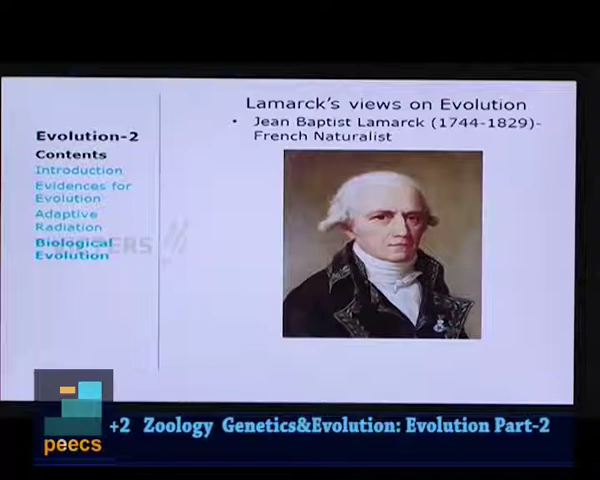 Lamarck's views on Evolution
• Jean Baptist Lamarck (1744-1829)-
French Naturalist
Evolution-2
Contents
Introduction
Evidences for
Evolution
Adaptive
Radiation
Biological
Evolution
peecs
+2 Zoology Genetics&Evolution: Evolution Part-2